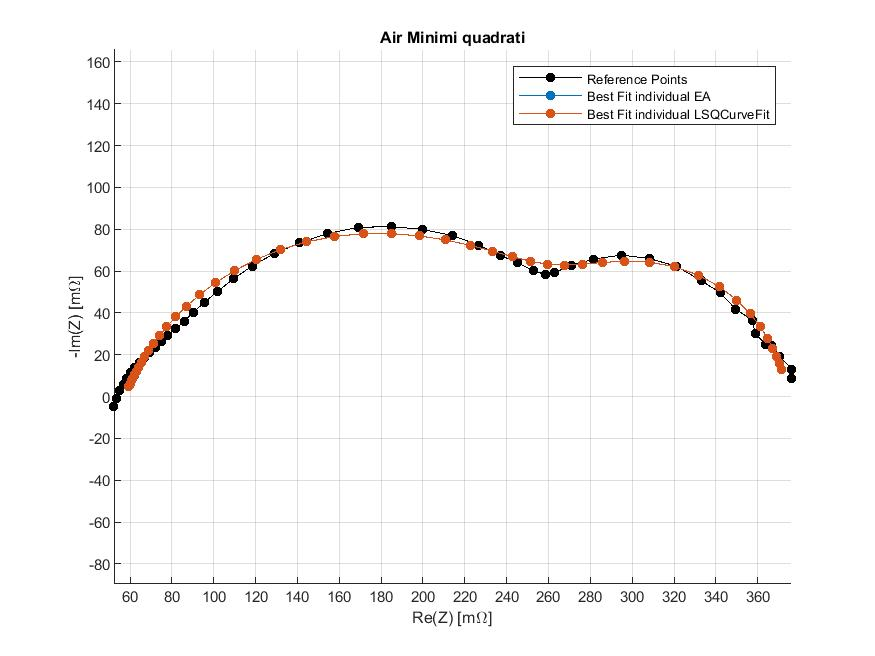 Air Minimi quadrati
Reference Points
Best Fit individual EA
Best Fit individual LSQCurveFit
160
140
120
100
80
60
40
20
0
-20
-40
-60
-80
-Im(Z) [mΩ]
60 80 100 120 140 160 180 200 220 240 260 280 300 320 340 360
Re(Z) [mΩ]